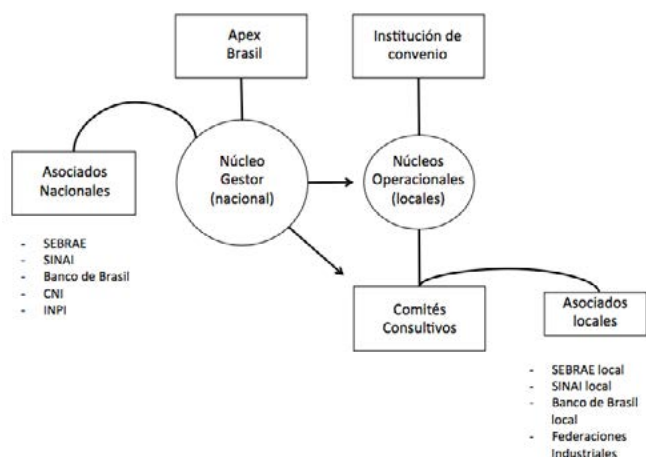 Apex
Brasil
Institución de
convenio
Asociados
Nacionales
Núcleo
Gestor
(nacional)
Núcleos
Operacionales
(locales)
- SEBRAE
- SINAI
- Banco de Brasil
- CNI
- INPI
Comités
Consultivos
Asociados
locales
- SEBRAE local
- SINAI local
- Banco de Brasil
local
- Federaciones
Industriales